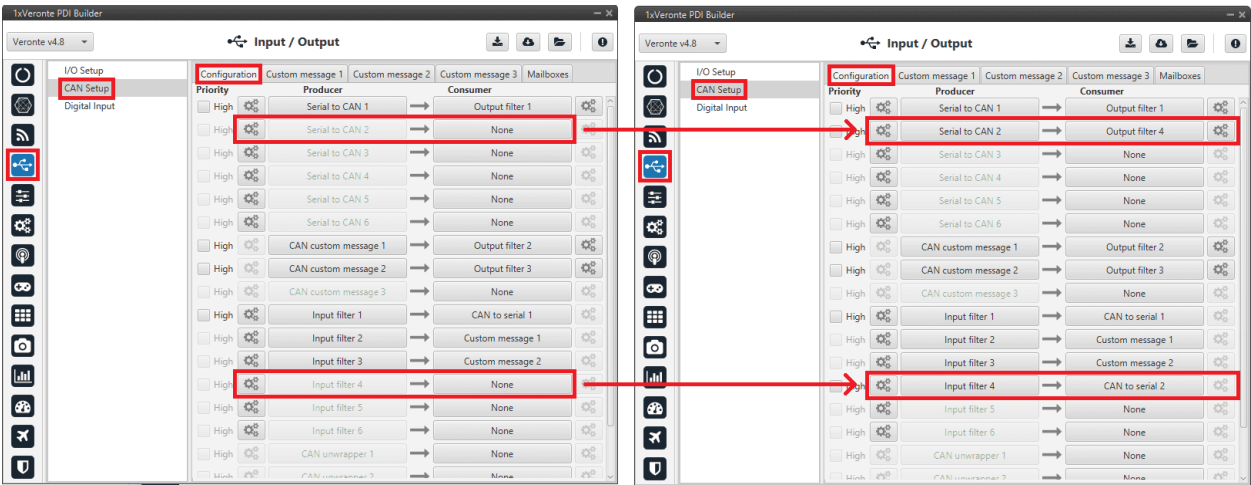 1xVeronte PDI Builder
Veronte v4.8
Input / Output
I/O Setup
CAN Setup
Digital Input
Configuration Custom message 1 Custom message 2 Custom message 3 Mailboxes
Priority Producer Consumer
High Serial to CAN 1 Output filter 1
High Serial to CAN 2 None
High Serial to CAN 3 None
High Serial to CAN 4 None
High Serial to CAN 5 None
High Serial to CAN 6 None
High CAN custom message 1 Output filter 2
High CAN custom message 2 Output filter 3
High CAN custom message 3 None
High Input filter 1 CAN to serial 1
High Input filter 2 Custom message 1
High Input filter 3 Custom message 2
High Input filter 4 None
High Input filter 5 None
High Input filter 6 None
High CAN unwrapper 1 None
High CAN unwrapper 2 None
1xVeronte PDI Builder
Veronte v4.8
Input / Output
I/O Setup
CAN Setup
Digital Input
Configuration Custom message 1 Custom message 2 Custom message 3 Mailboxes
Priority Producer Consumer
High Serial to CAN 1 Output filter 1
High Serial to CAN 2 Output filter 4
High Serial to CAN 3 None
High Serial to CAN 4 None
High Serial to CAN 5 None
High Serial to CAN 6 None
High CAN custom message 1 Output filter 2
High CAN custom message 2 Output filter 3
High CAN custom message 3 None
High Input filter 1 CAN to serial 1
High Input filter 2 Custom message 1
High Input filter 3 Custom message 2
High Input filter 4 CAN to serial 2
High Input filter 5 None
High Input filter 6 None
High CAN unwrapper 1 None
High CAN unwrapper 2 None